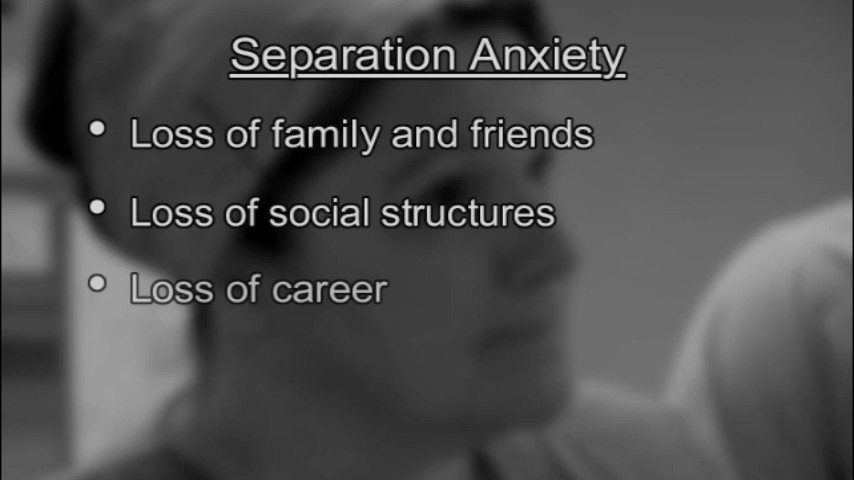 Separation Anxiety
• Loss of family and friends
• Loss of social structures
• Loss of career